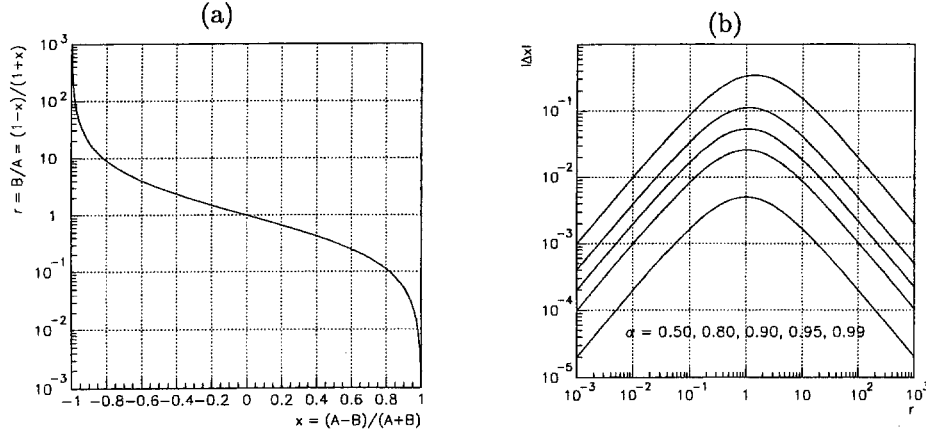 (a)
r = B/A = (1−x)/(1+x)
10³
10²
10
1
10⁻¹
10⁻²
10⁻³
−1 −0.8 −0.6 −0.4 −0.2 0 0.2 0.4 0.6 0.8 1
x = (A−B)/(A+B)
(b)
|Δx|
10⁻¹
10⁻²
10⁻³
10⁻⁴
10⁻⁵
α = 0.50, 0.80, 0.90, 0.95, 0.99
10⁻³ 10⁻² 10⁻¹ 1 10 10² 10³
r